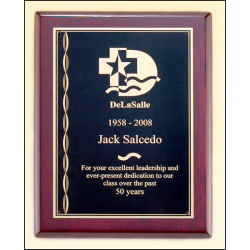 DeLaSalle
1958 - 2008
Jack Salcedo
For your excellent leadership and
ever-present dedication to our
class over the past
50 years